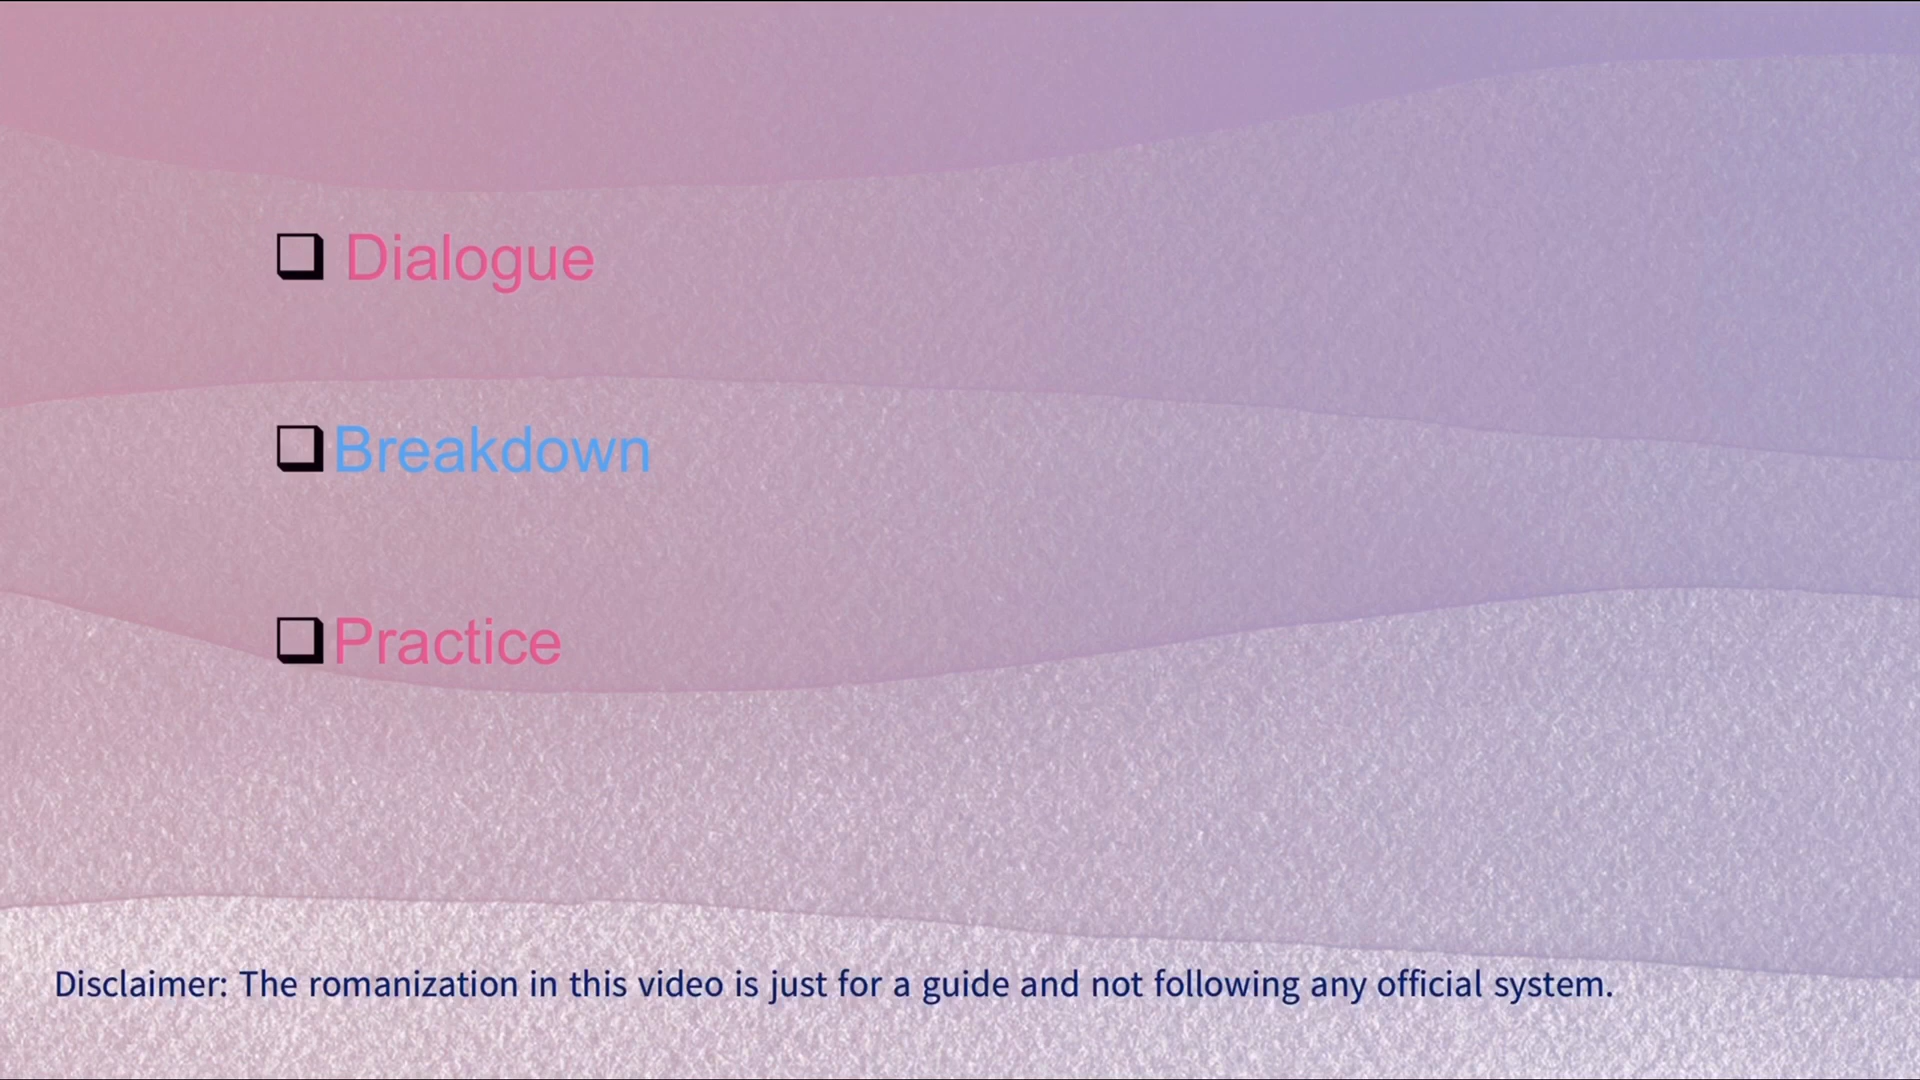 ❑ Dialogue
❑ Breakdown
❑ Practice
Disclaimer: The romanization in this video is just for a guide and not following any official system.